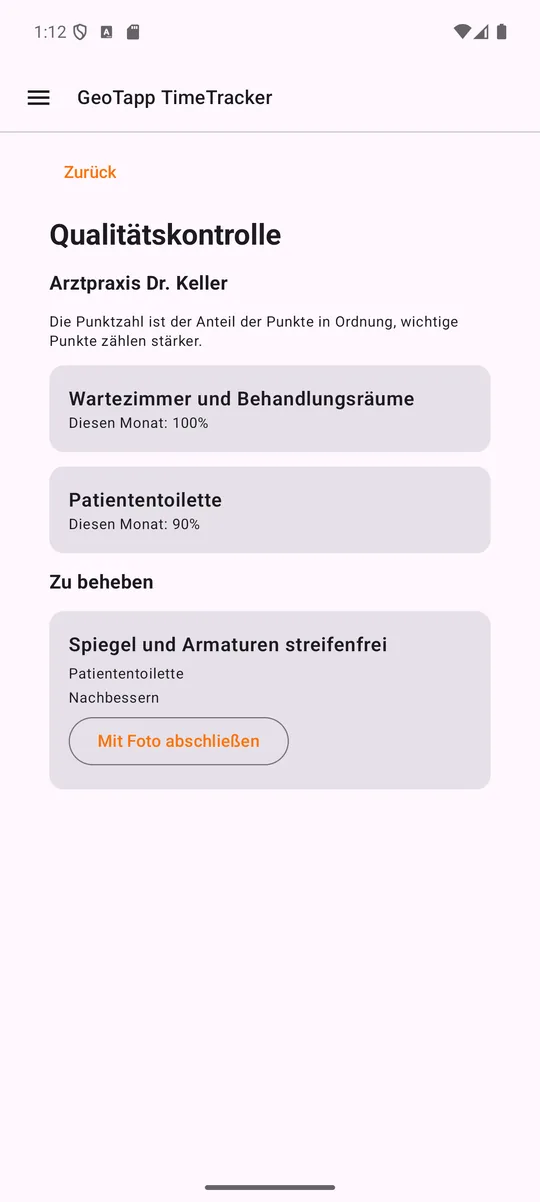 1:12
GeoTapp TimeTracker
Zurück
Qualitätskontrolle
Arztpraxis Dr. Keller
Die Punktzahl ist der Anteil der Punkte in Ordnung, wichtige
Punkte zählen stärker.
Wartezimmer und Behandlungsräume
Diesen Monat: 100%
Patiententoilette
Diesen Monat: 90%
Zu beheben
Spiegel und Armaturen streifenfrei
Patiententoilette
Nachbessern
Mit Foto abschließen